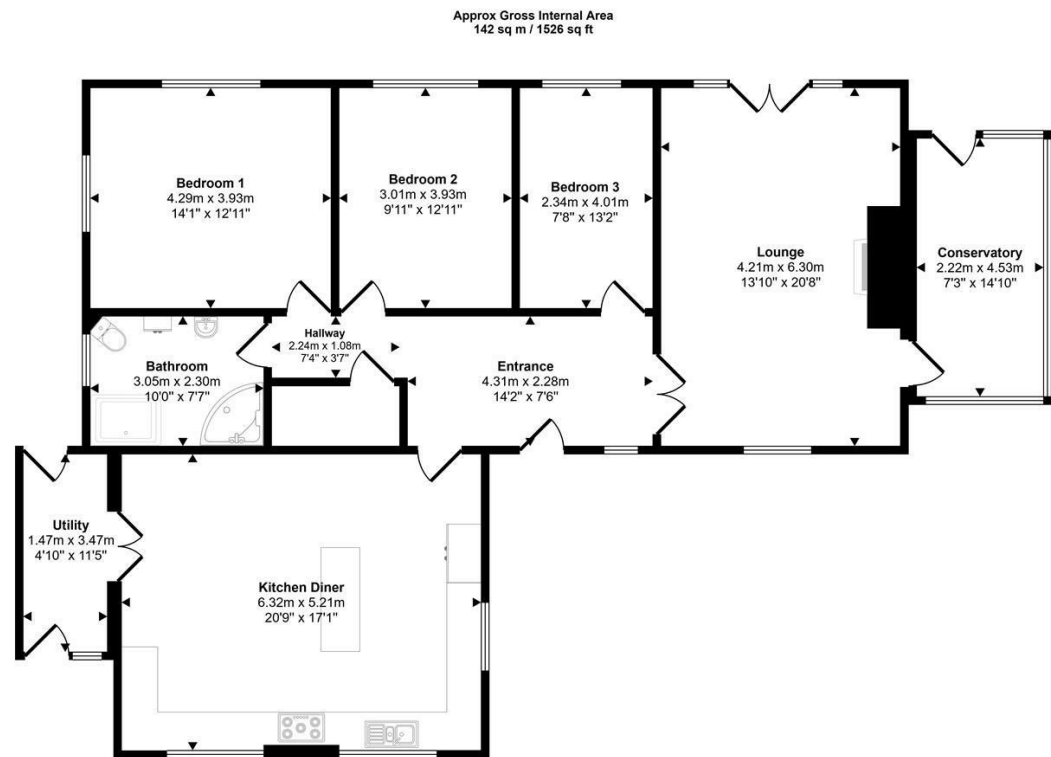 Approx Gross Internal Area
142 sq m / 1526 sq ft
Bedroom 1
4.29m x 3.93m
14'1" x 12'11"
Bedroom 2
3.01m x 3.93m
9'11" x 12'11"
Bedroom 3
2.34m x 4.01m
7'8" x 13'2"
Lounge
4.21m x 6.30m
13'10" x 20'8"
Conservatory
2.22m x 4.53m
7'3" x 14'10"
Hallway
2.24m x 1.08m
7'4" x 3'7"
Bathroom
3.05m x 2.30m
10'0" x 7'7"
Entrance
4.31m x 2.28m
14'2" x 7'6"
Utility
1.47m x 3.47m
4'10" x 11'5"
Kitchen Diner
6.32m x 5.21m
20'9" x 17'1"